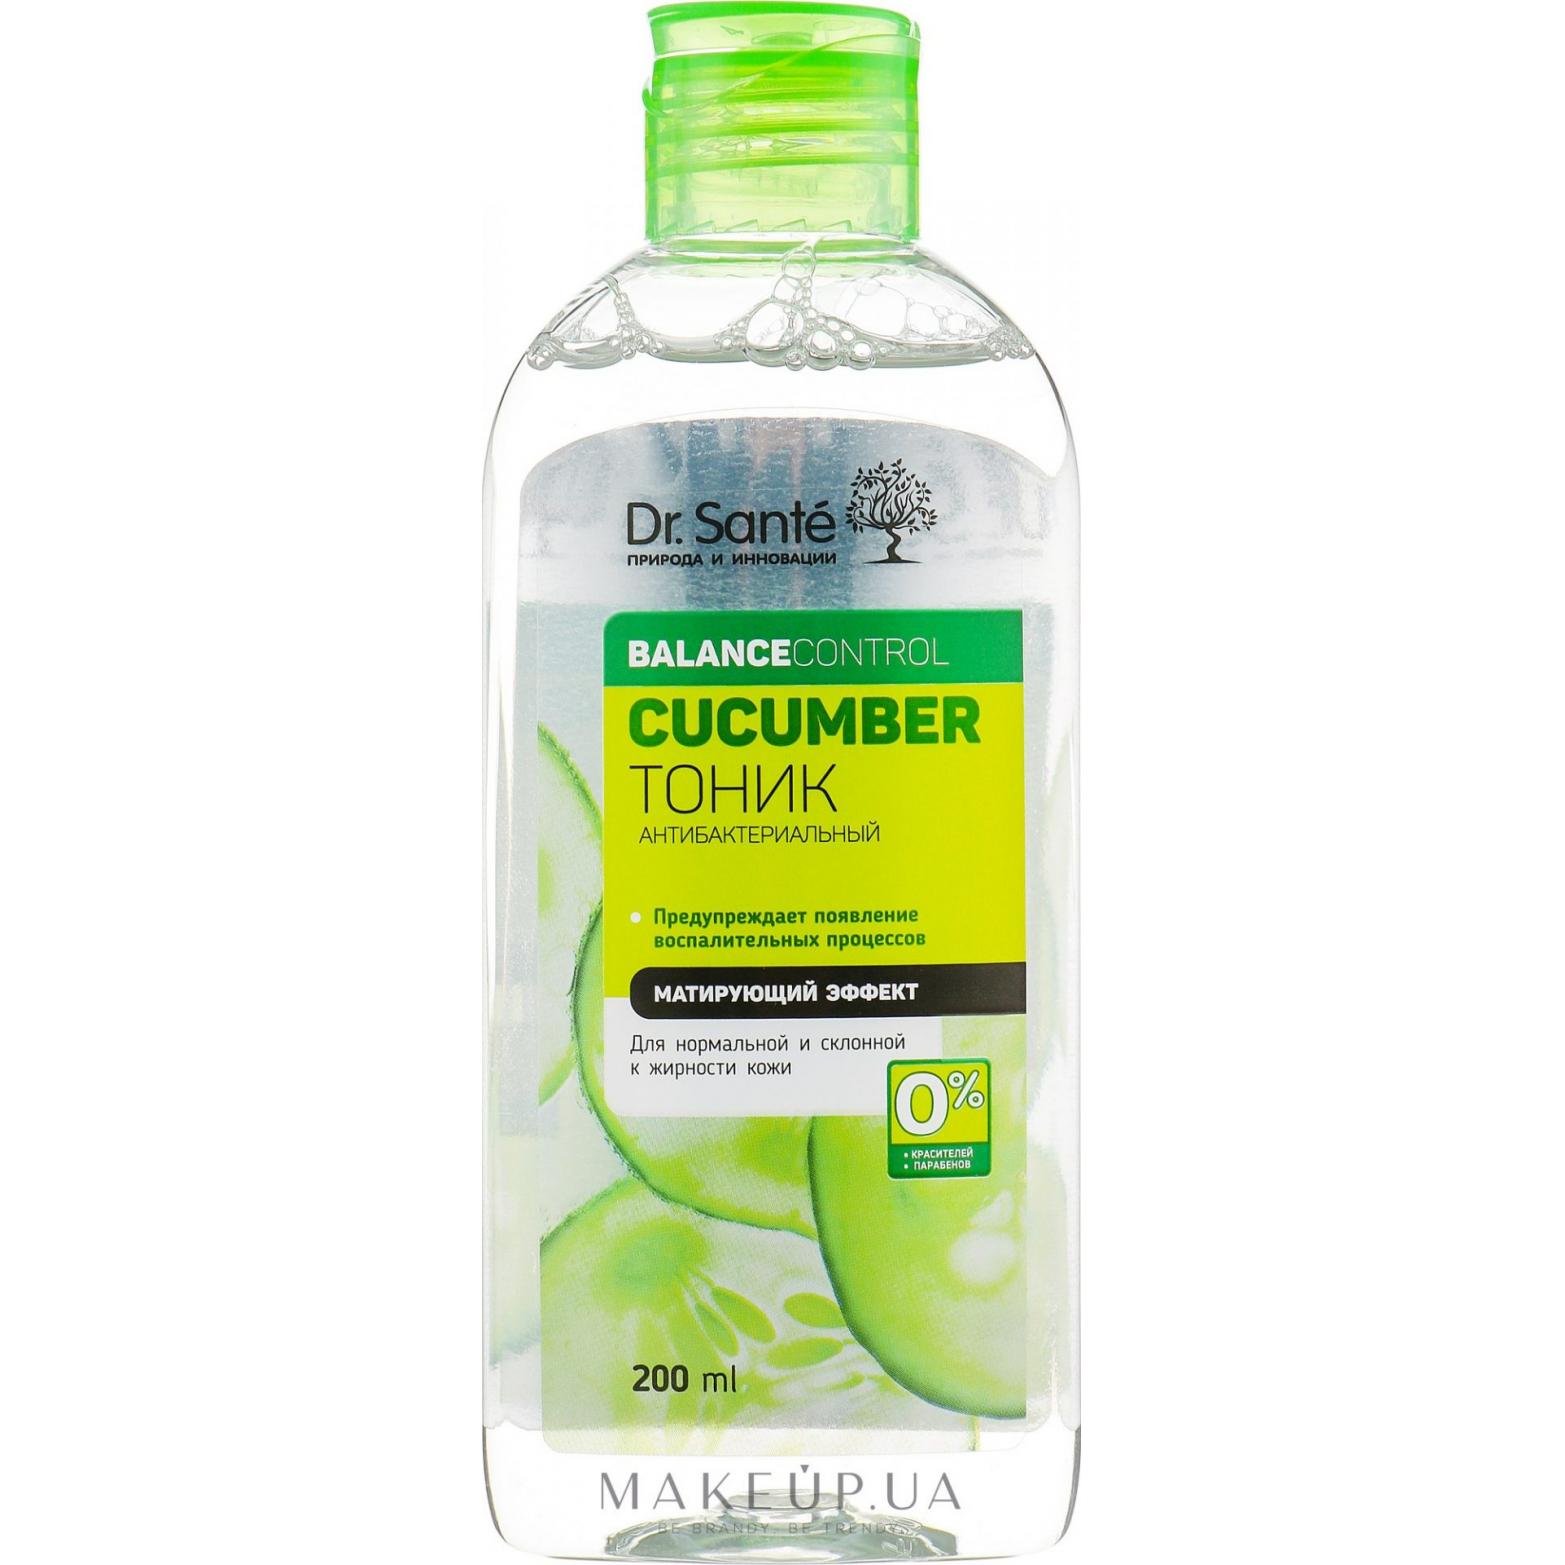 Dr. Santé
ПРИРОДА И ИННОВАЦИИ
BALANCECONTROL
CUCUMBER
ТОНИК
АНТИБАКТЕРИАЛЬНЫЙ
• Предупреждает появление
воспалительных процессов
МАТИРУЮЩИЙ ЭФФЕКТ
Для нормальной и склонной
к жирности кожи
0%
• КРАСИТЕЛЕЙ
• ПАРАБЕНОВ
200 ml
MAKEUP.UA
BE BRANDY. BE TRENDY.